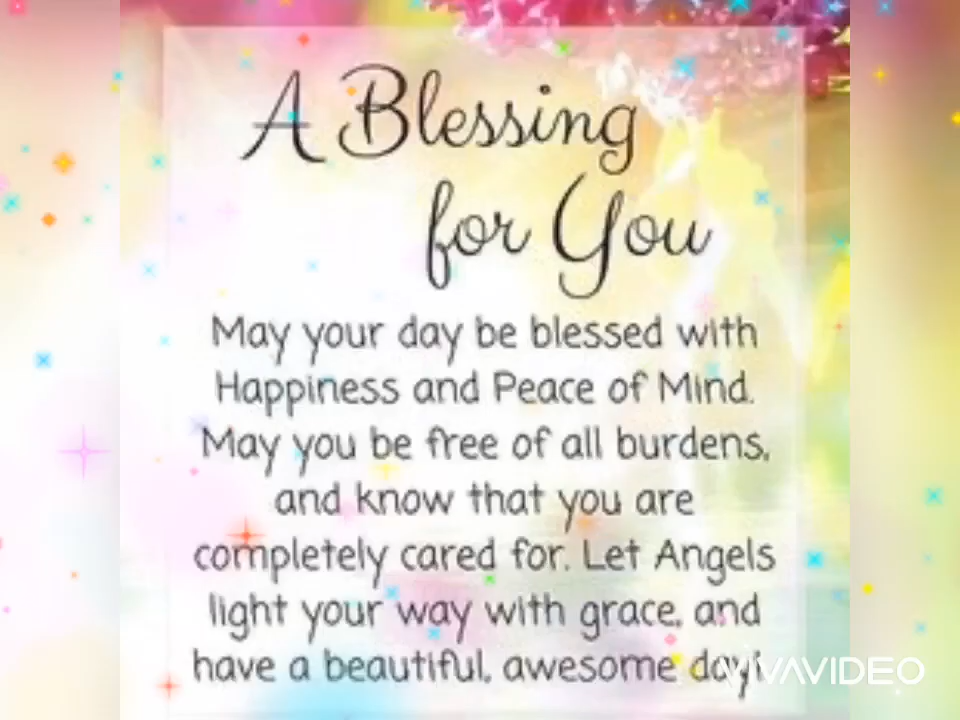 A Blessing
for You
May your day be blessed with
Happiness and Peace of Mind.
May you be free of all burdens,
and know that you are
completely cared for. Let Angels
light your way with grace, and
have a beautiful, awesome day!
VIVAVIDEO